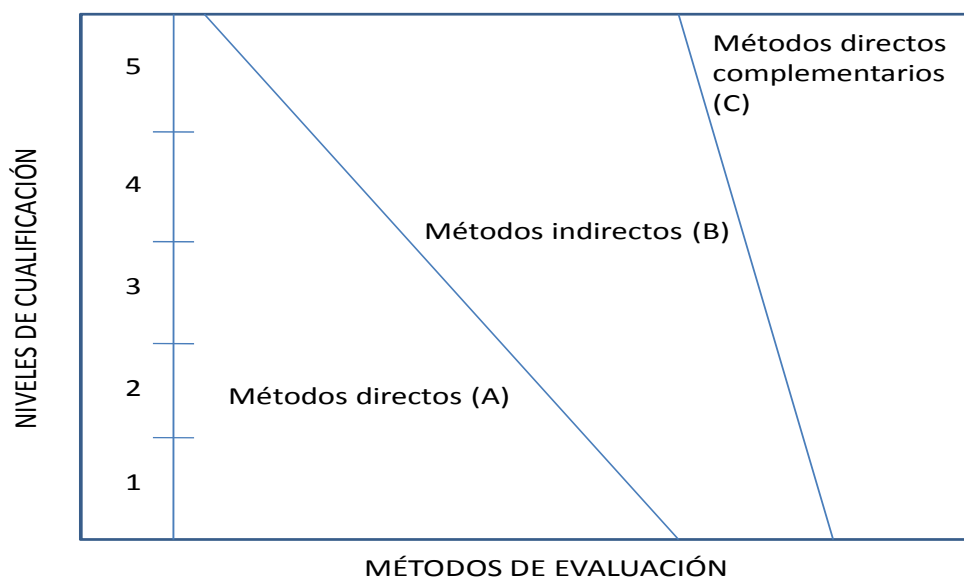 NIVELES DE CUALIFICACIÓN
5
4
3
2
1
Métodos directos
complementarios
(C)
Métodos indirectos (B)
Métodos directos (A)
MÉTODOS DE EVALUACIÓN